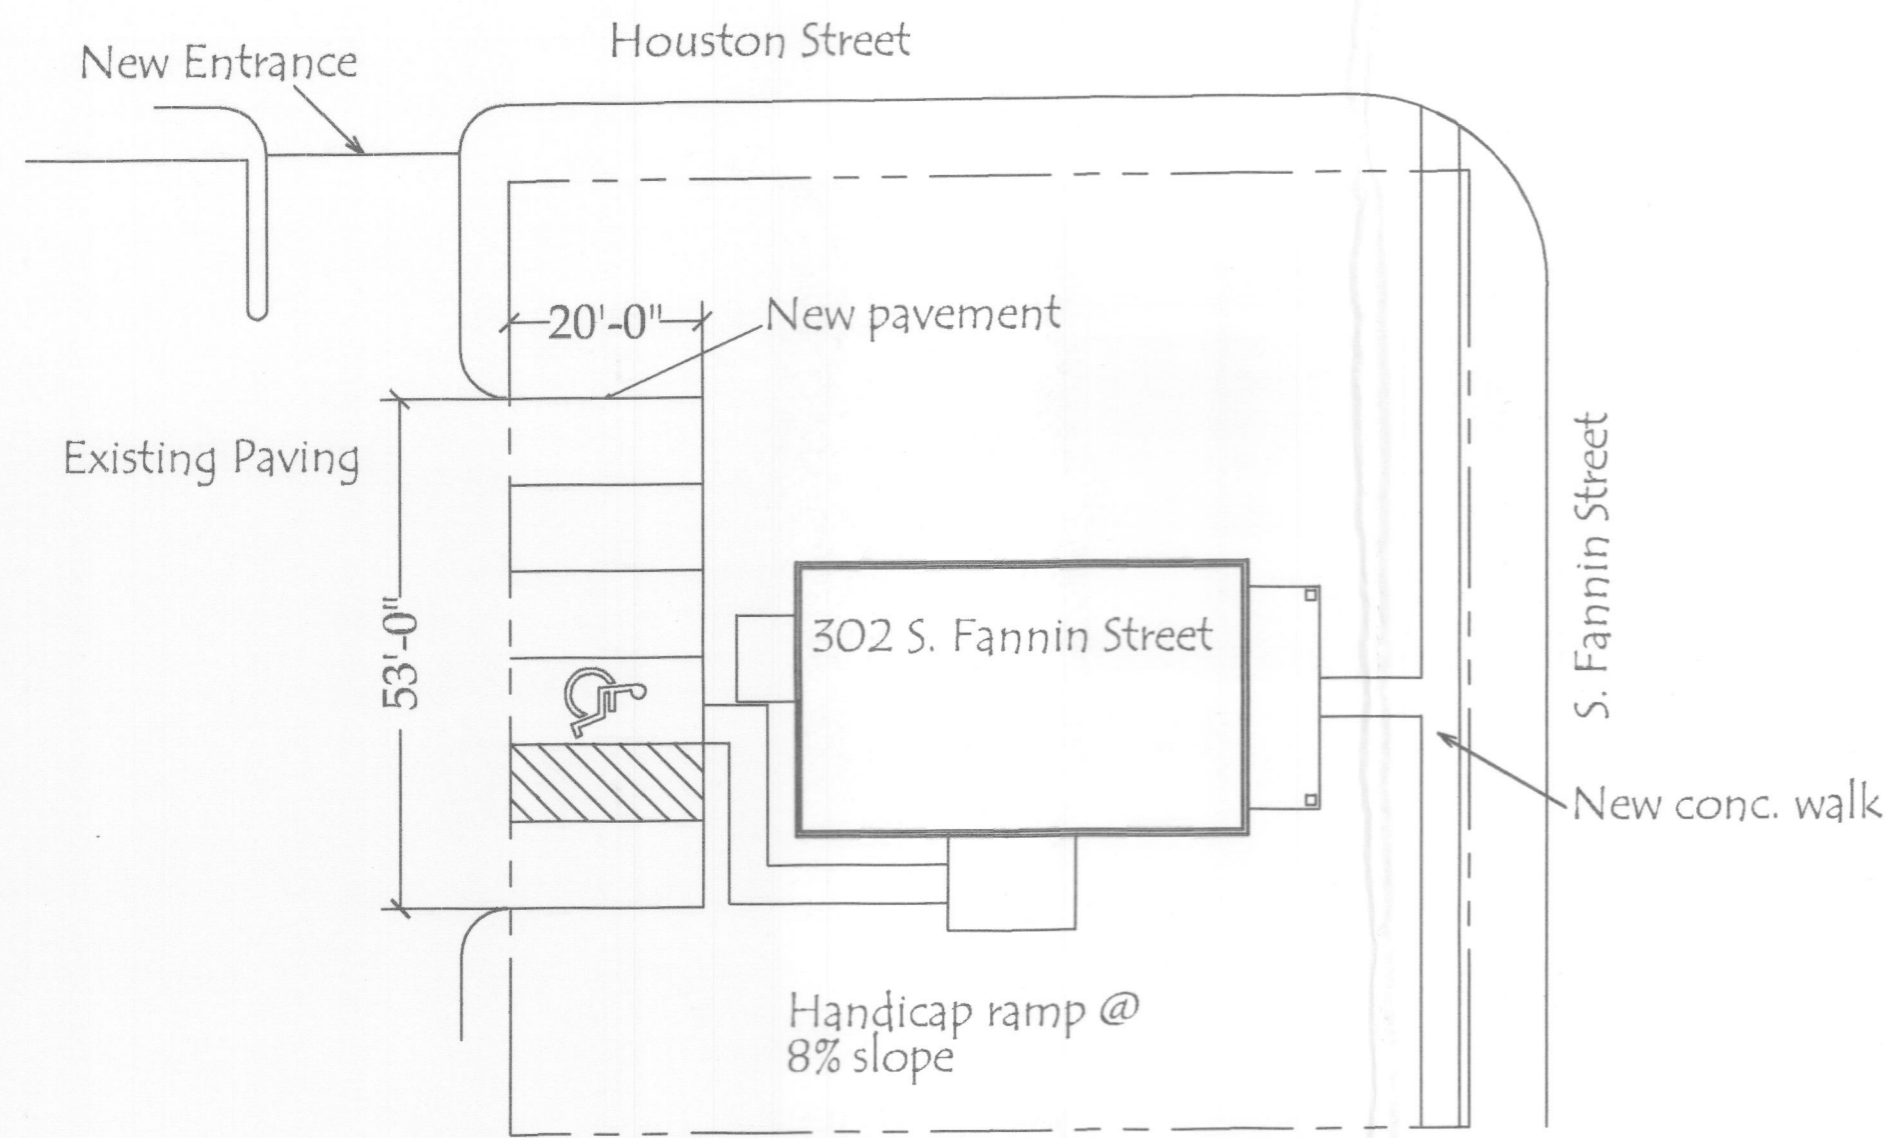 Houston Street
New Entrance
20'-0"
New pavement
Existing Paving
53'-0"
302 S. Fannin Street
S. Fannin Street
New conc. walk
Handicap ramp @
8% slope